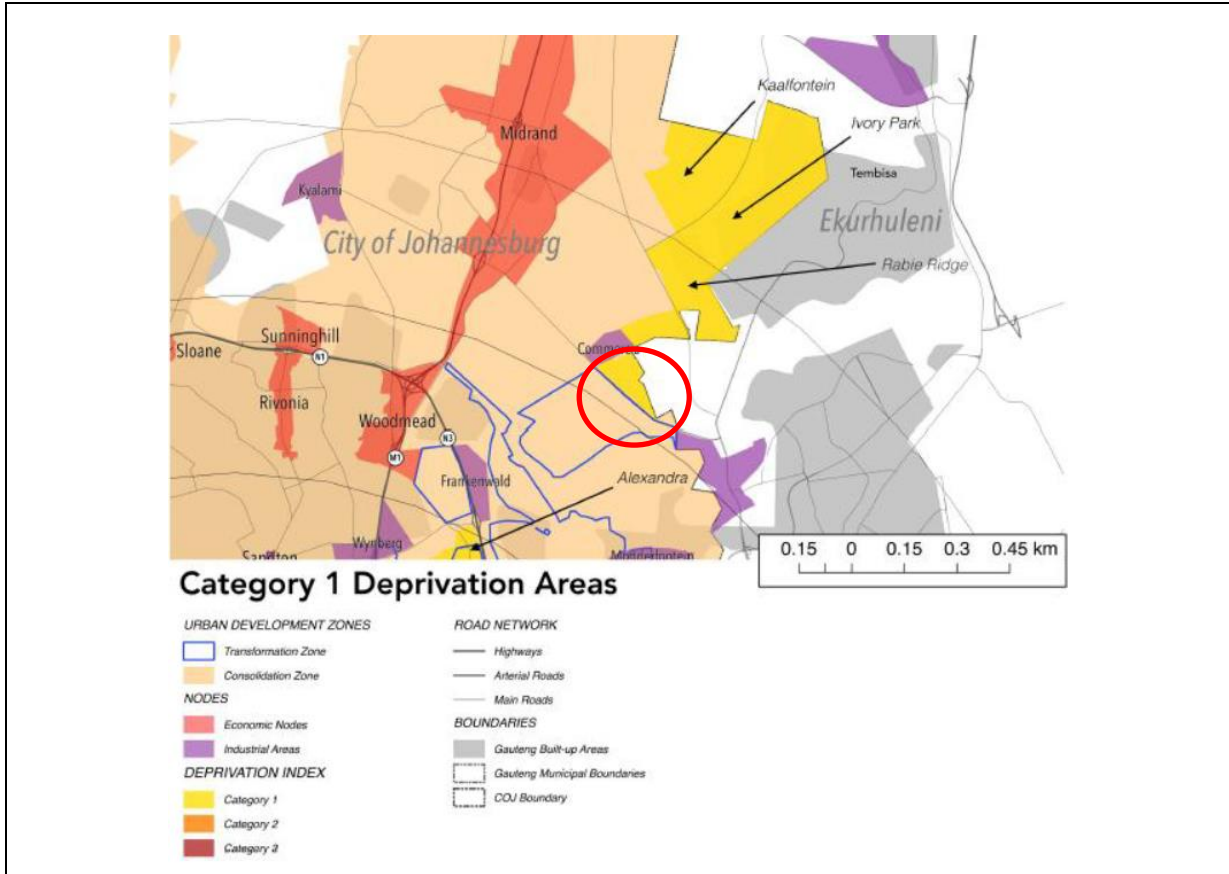 Kaalfontein
Ivory Park
Midrand
Tembisa
Kyalami
Ekurhuleni
City of Johannesburg
Rabie Ridge
Sunninghill
Sloane
N1
Rivonia
Woodmead
N3
M1
Frankenwald
Alexandra
Wynberg
0.15 0 0.15 0.3 0.45 km
Category 1 Deprivation Areas
URBAN DEVELOPMENT ZONES
Transformation Zone
Consolidation Zone
NODES
Economic Nodes
Industrial Areas
DEPRIVATION INDEX
Category 1
Category 2
Category 3
ROAD NETWORK
Highways
Arterial Roads
Main Roads
BOUNDARIES
Gauteng Built-up Areas
Gauteng Municipal Boundaries
COJ Boundary